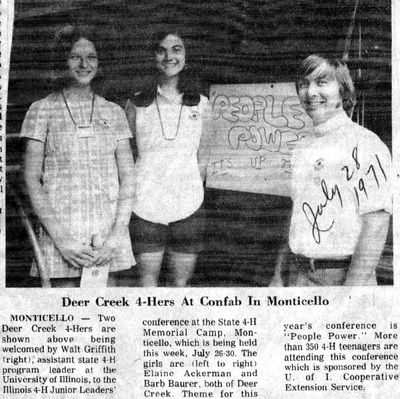 PEOPLE
POWER
IT'S UP TO
July 28
1971
Deer Creek 4-Hers At Confab In Monticello
MONTICELLO — Two
Deer Creek 4-Hers are
shown above being
welcomed by Walt Griffith
(right), assistant state 4-H
program leader at the
University of Illinois, to the
Illinois 4-H Junior Leaders'
conference at the State 4-H
Memorial Camp, Mon-
ticello, which is being held
this week, July 26-30. The
girls are (left to right)
Elaine Ackerman and
Barb Baurer, both of Deer
Creek. Theme for this
year's conference is
"People Power." More
than 350 4-H teenagers are
attending this conference
which is sponsored by the
U. of I. Cooperative
Extension Service.